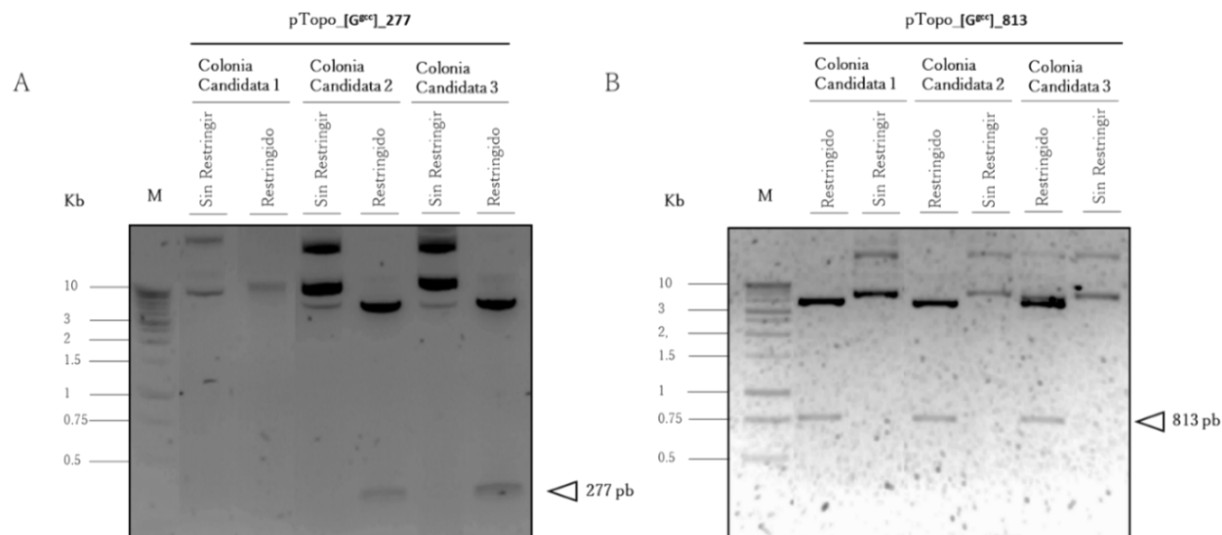 pTopo_[Gᵍᶜᶜ]_277
A
Colonia
Candidata 1
Colonia
Candidata 2
Colonia
Candidata 3
Kb
M
Sin Restringir
Restringido
Sin Restringir
Restringido
Sin Restringir
Restringido
10
3
2
1.5
1
0.75
0.5
277 pb
pTopo_[Gᵍᶜᶜ]_813
B
Colonia
Candidata 1
Colonia
Candidata 2
Colonia
Candidata 3
Kb
M
Restringido
Sin Restringir
Restringido
Sin Restringir
Restringido
Sin Restringir
10
3
2,
1.5
1
0.75
0.5
813 pb